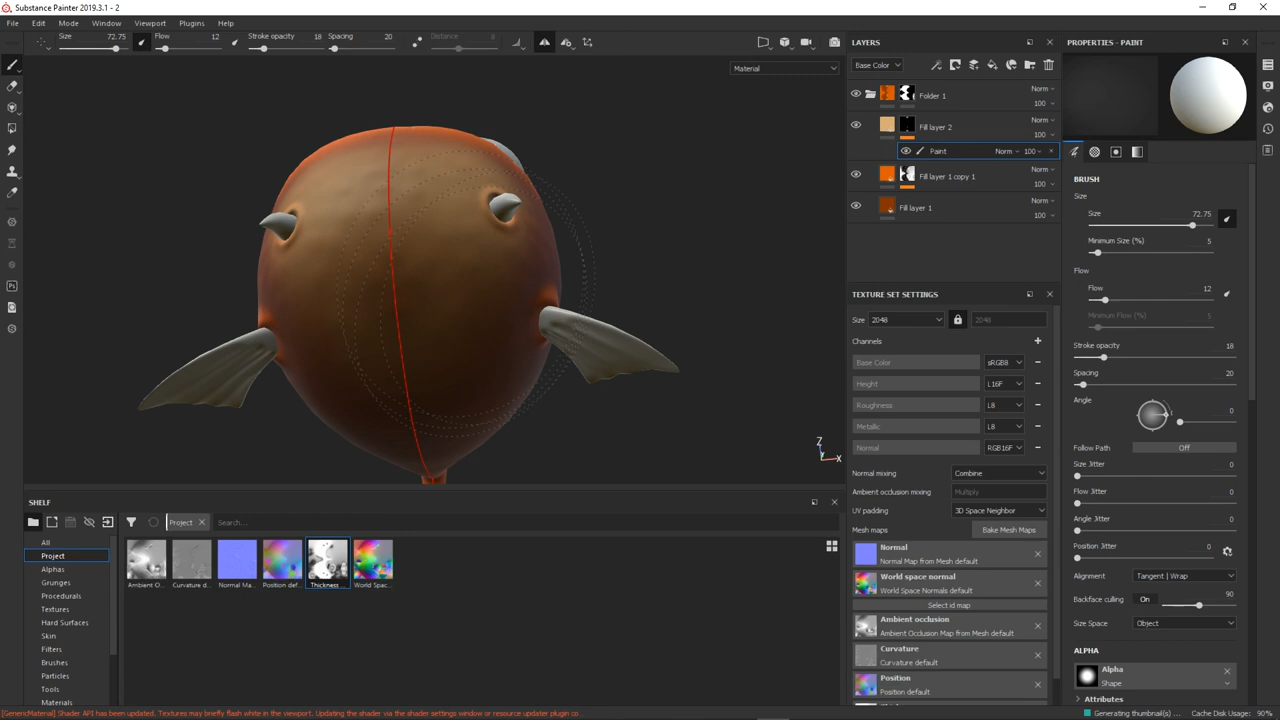 Substance Painter 2019.3.1 - 2
File Edit Mode Window Viewport Plugins Help
Size 72.75 Flow 12 Stroke opacity 18 Spacing 20 Distance 8
Material
LAYERS
Base Color
Folder 1 Norm 100
Fill layer 2 Norm 100
Paint Norm 100
Fill layer 1 copy 1 Norm 100
Fill layer 1 Norm 100
TEXTURE SET SETTINGS
Size 2048 2048
Channels
Base Color sRGB8
Height L16F
Roughness L8
Metallic L8
Normal RGB16F
Normal mixing Combine
Ambient occlusion mixing Multiply
UV padding 3D Space Neighbor
Mesh maps Bake Mesh Maps
Normal
Normal Map from Mesh default
World space normal
World Space Normals default
Select id map
Ambient occlusion
Ambient Occlusion Map from Mesh default
Curvature
Curvature default
Position
Position default
PROPERTIES - PAINT
BRUSH
Size
Size 72.75
Minimum Size (%) 5
Flow
Flow 12
Minimum Flow (%) 5
Stroke opacity 18
Spacing 20
Angle 0
Follow Path Off
Size Jitter 0
Flow Jitter 0
Angle Jitter 0
Position Jitter 0
Alignment Tangent | Wrap
Backface culling On 90
Size Space Object
ALPHA
Alpha
Shape
Attributes
Z
Y
X
SHELF
Project
Search...
All
Project
Alphas
Grunges
Procedurals
Textures
Hard Surfaces
Skin
Filters
Brushes
Particles
Tools
Materials
Ambient O...
Curvature d...
Normal Ma...
Position def...
Thickness ...
World Spac...
[GenericMaterial] Shader API has been updated. Textures may briefly flash white in the viewport. Updating the shader via the shader settings window or resource updater plugin co
Generating thumbnail(s) ... Cache Disk Usage: 90%